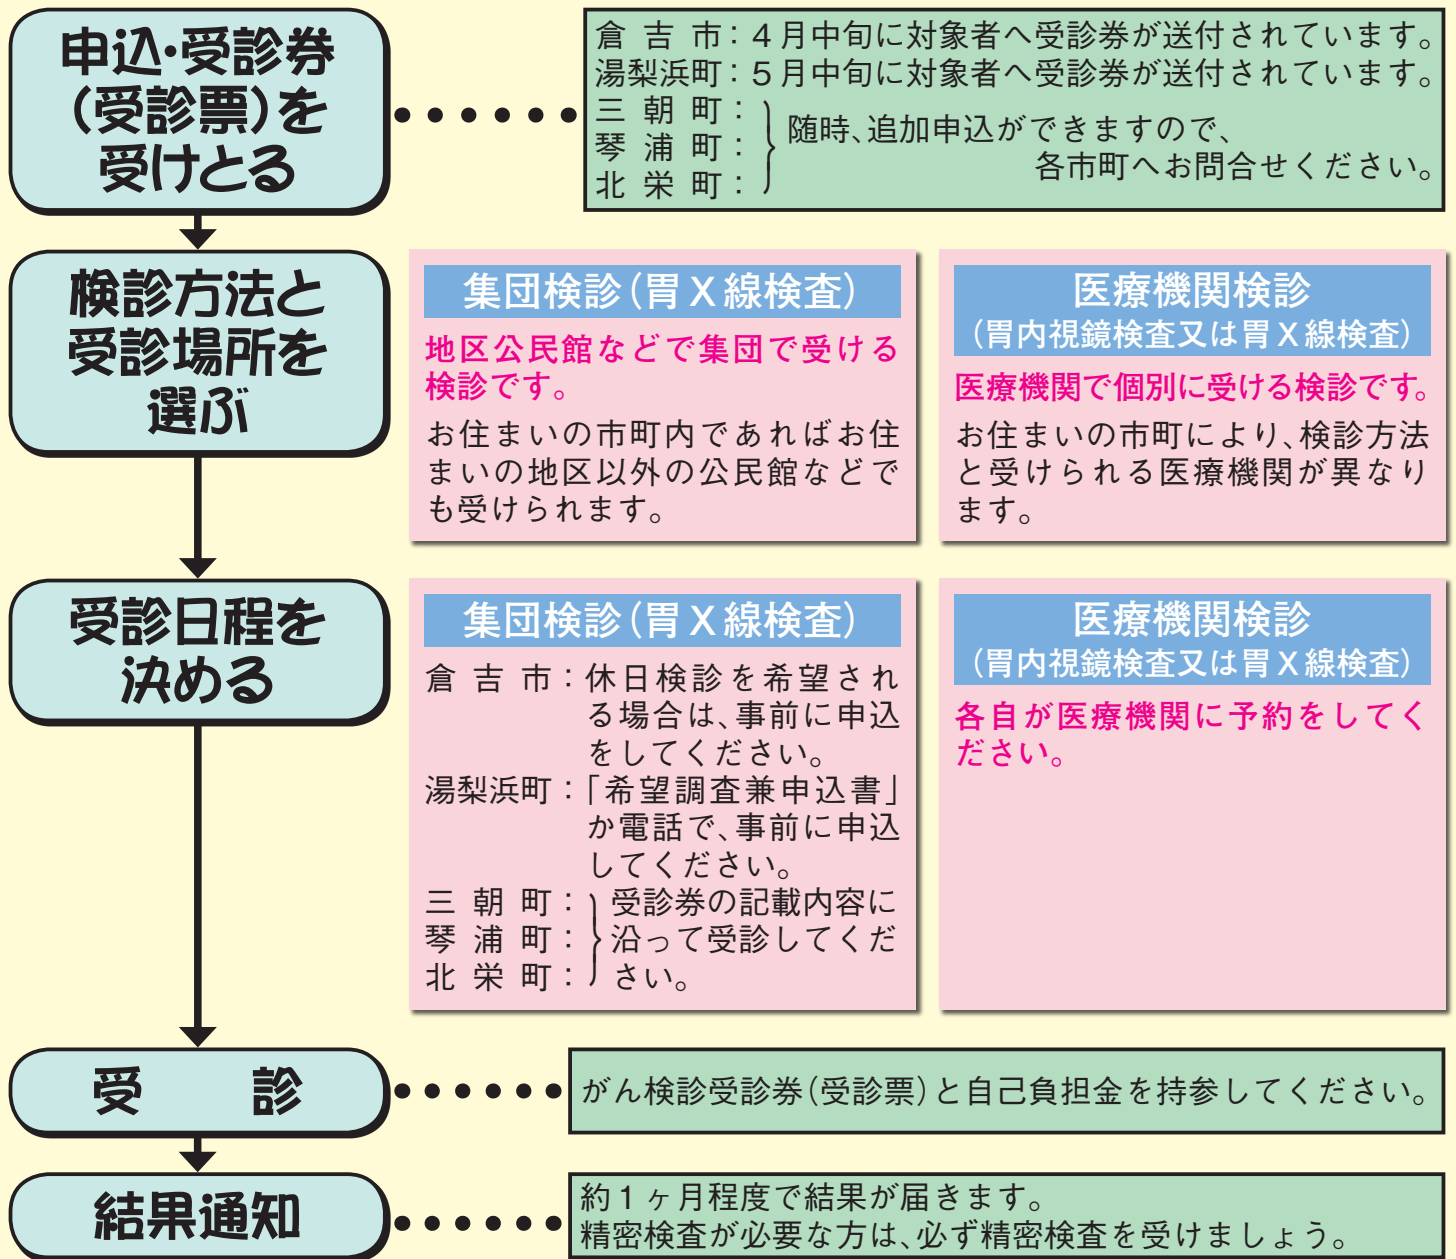 申込・受診券
(受診票)を
受けとる
倉吉市：４月中旬に対象者へ受診券が送付されています。
湯梨浜町：５月中旬に対象者へ受診券が送付されています。
三朝町：
琴浦町：
北栄町：
随時、追加申込ができますので、
各市町へお問合せください。
検診方法と
受診場所を
選ぶ
集団検診(胃Ｘ線検査)
地区公民館などで集団で受ける
検診です。
お住まいの市町内であればお住
まいの地区以外の公民館などで
も受けられます。
医療機関検診
(胃内視鏡検査又は胃Ｘ線検査)
医療機関で個別に受ける検診です。
お住まいの市町により、検診方法
と受けられる医療機関が異なり
ます。
受診日程を
決める
集団検診(胃Ｘ線検査)
倉吉市：休日検診を希望され
る場合は、事前に申込
をしてください。
湯梨浜町：「希望調査兼申込書」
か電話で、事前に申込
してください。
三朝町：
琴浦町：
北栄町：
受診券の記載内容に
沿って受診してくだ
さい。
医療機関検診
(胃内視鏡検査又は胃Ｘ線検査)
各自が医療機関に予約をしてく
ださい。
受診
がん検診受診券(受診票)と自己負担金を持参してください。
結果通知
約１ヶ月程度で結果が届きます。
精密検査が必要な方は、必ず精密検査を受けましょう。